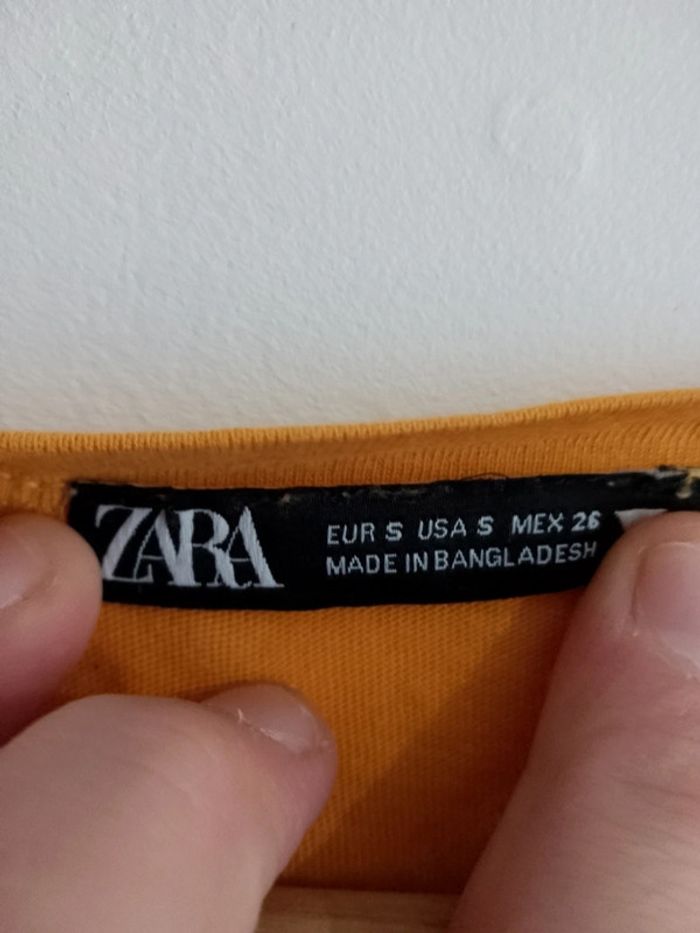 ZARA
EUR S USA S MEX 26
MADE IN BANGLADESH